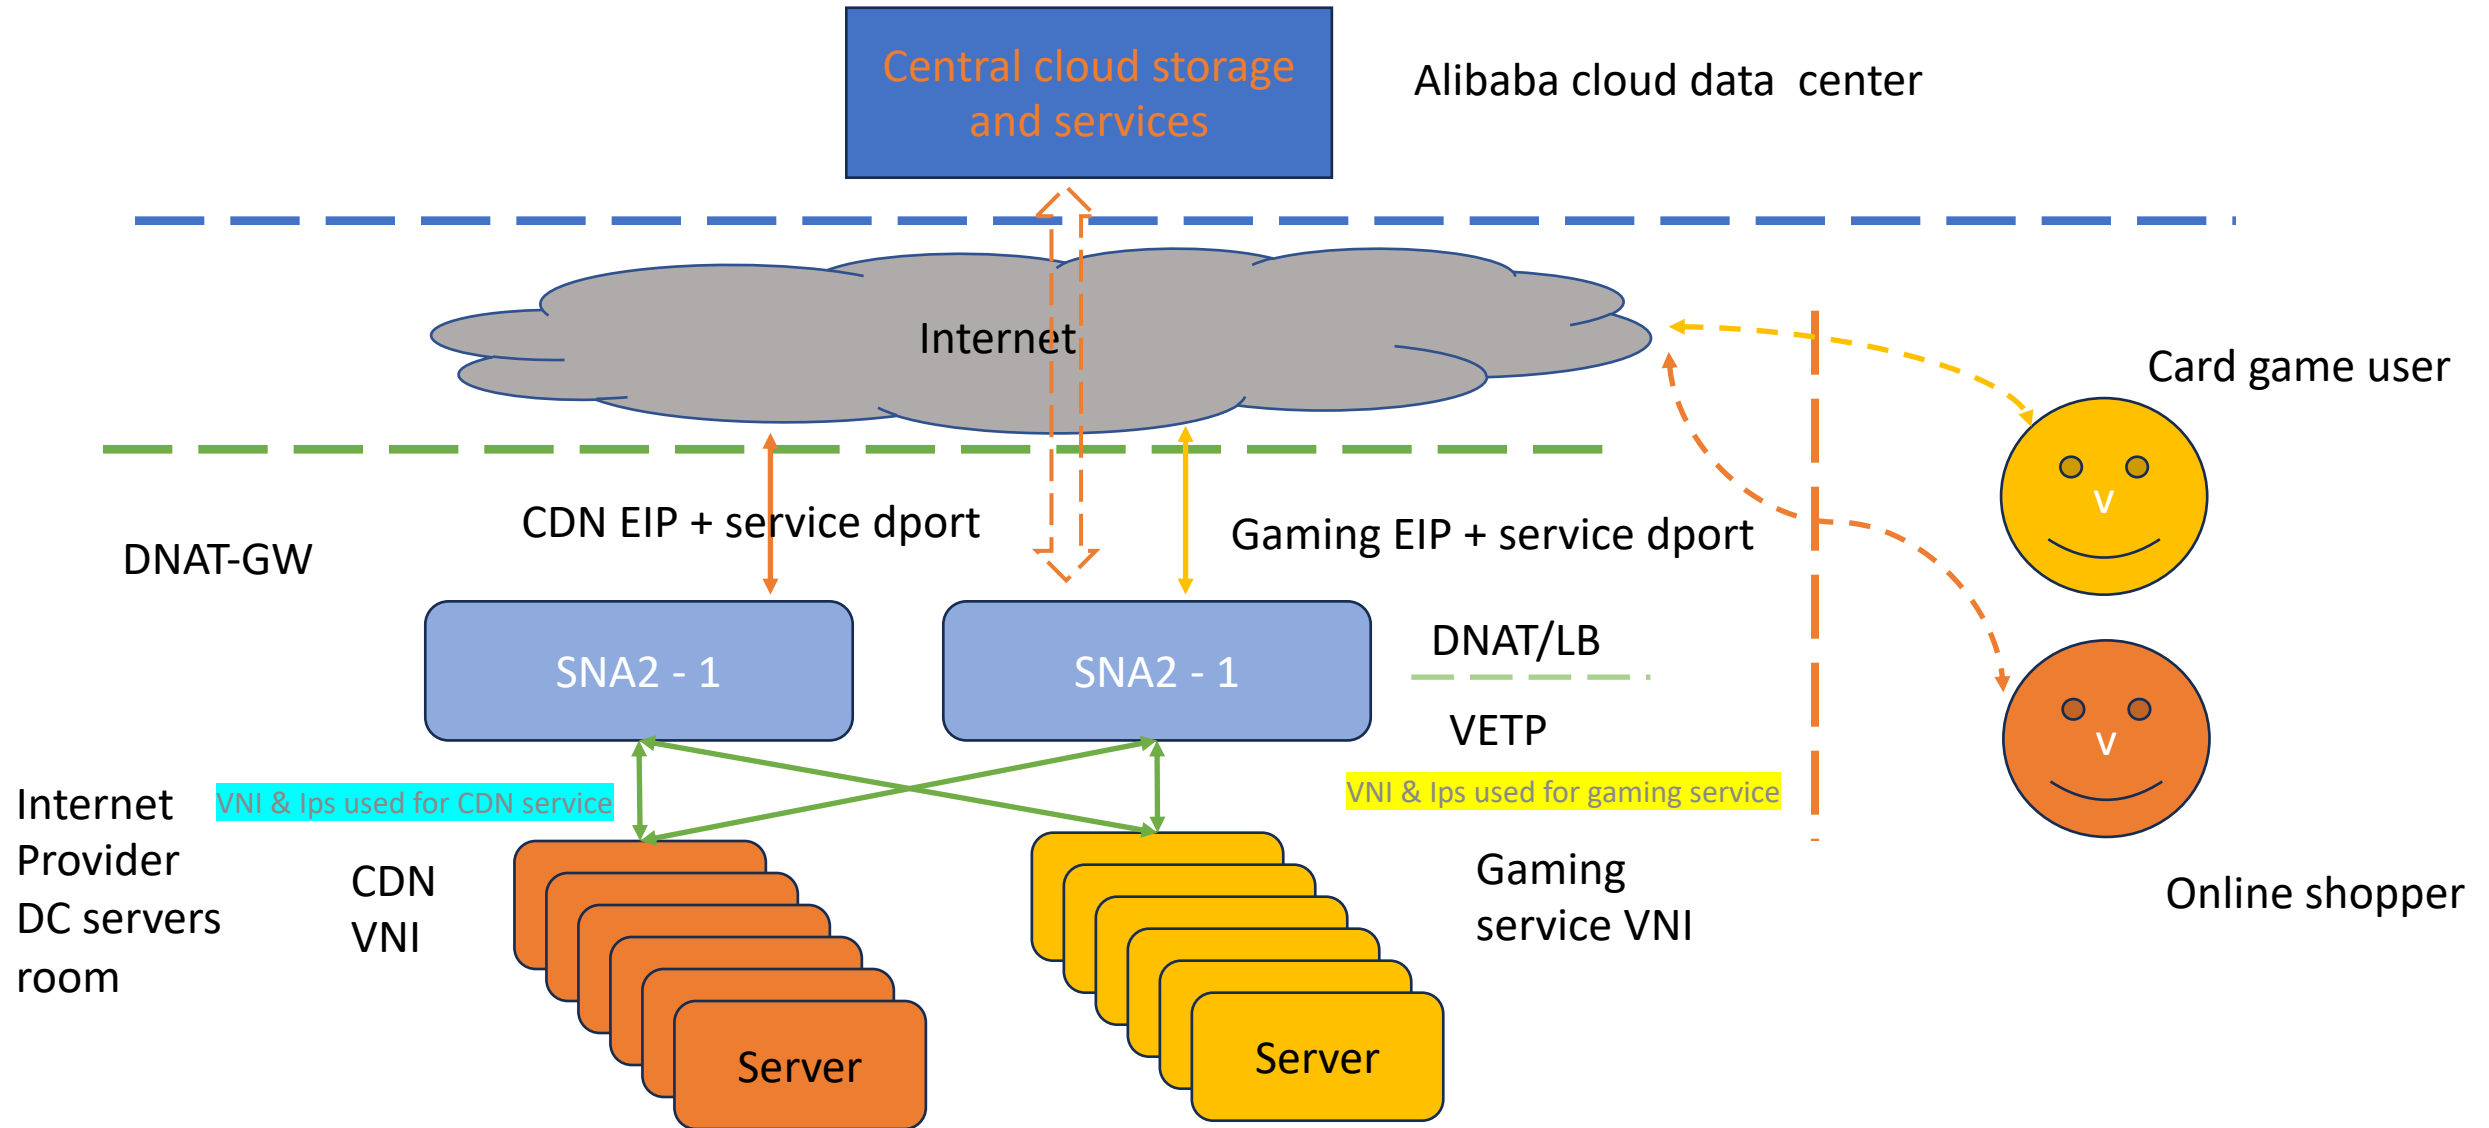 Central cloud storage
and services
Alibaba cloud data  center
Internet
Card game user
v
CDN EIP + service dport
Gaming EIP + service dport
DNAT-GW
SNA2 - 1
SNA2 - 1
DNAT/LB
VETP
v
VNI & Ips used for CDN service
VNI & Ips used for gaming service
Internet
Provider
DC servers
room
CDN
VNI
Gaming
service VNI
Online shopper
Server
Server